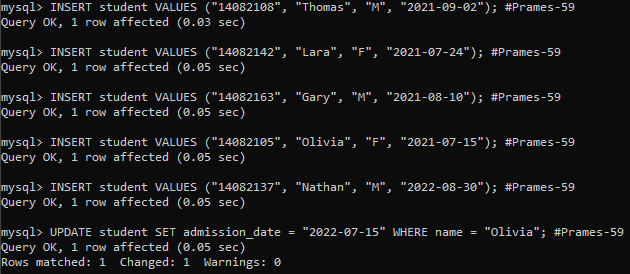 mysql> INSERT student VALUES ("14082108", "Thomas", "M", "2021-09-02"); #Prames-59
Query OK, 1 row affected (0.03 sec)
mysql> INSERT student VALUES ("14082142", "Lara", "F", "2021-07-24"); #Prames-59
Query OK, 1 row affected (0.05 sec)
mysql> INSERT student VALUES ("14082163", "Gary", "M", "2021-08-10"); #Prames-59
Query OK, 1 row affected (0.05 sec)
mysql> INSERT student VALUES ("14082105", "Olivia", "F", "2021-07-15"); #Prames-59
Query OK, 1 row affected (0.05 sec)
mysql> INSERT student VALUES ("14082137", "Nathan", "M", "2022-08-30"); #Prames-59
Query OK, 1 row affected (0.05 sec)
mysql> UPDATE student SET admission_date = "2022-07-15" WHERE name = "Olivia"; #Prames-59
Query OK, 1 row affected (0.05 sec)
Rows matched: 1  Changed: 1  Warnings: 0